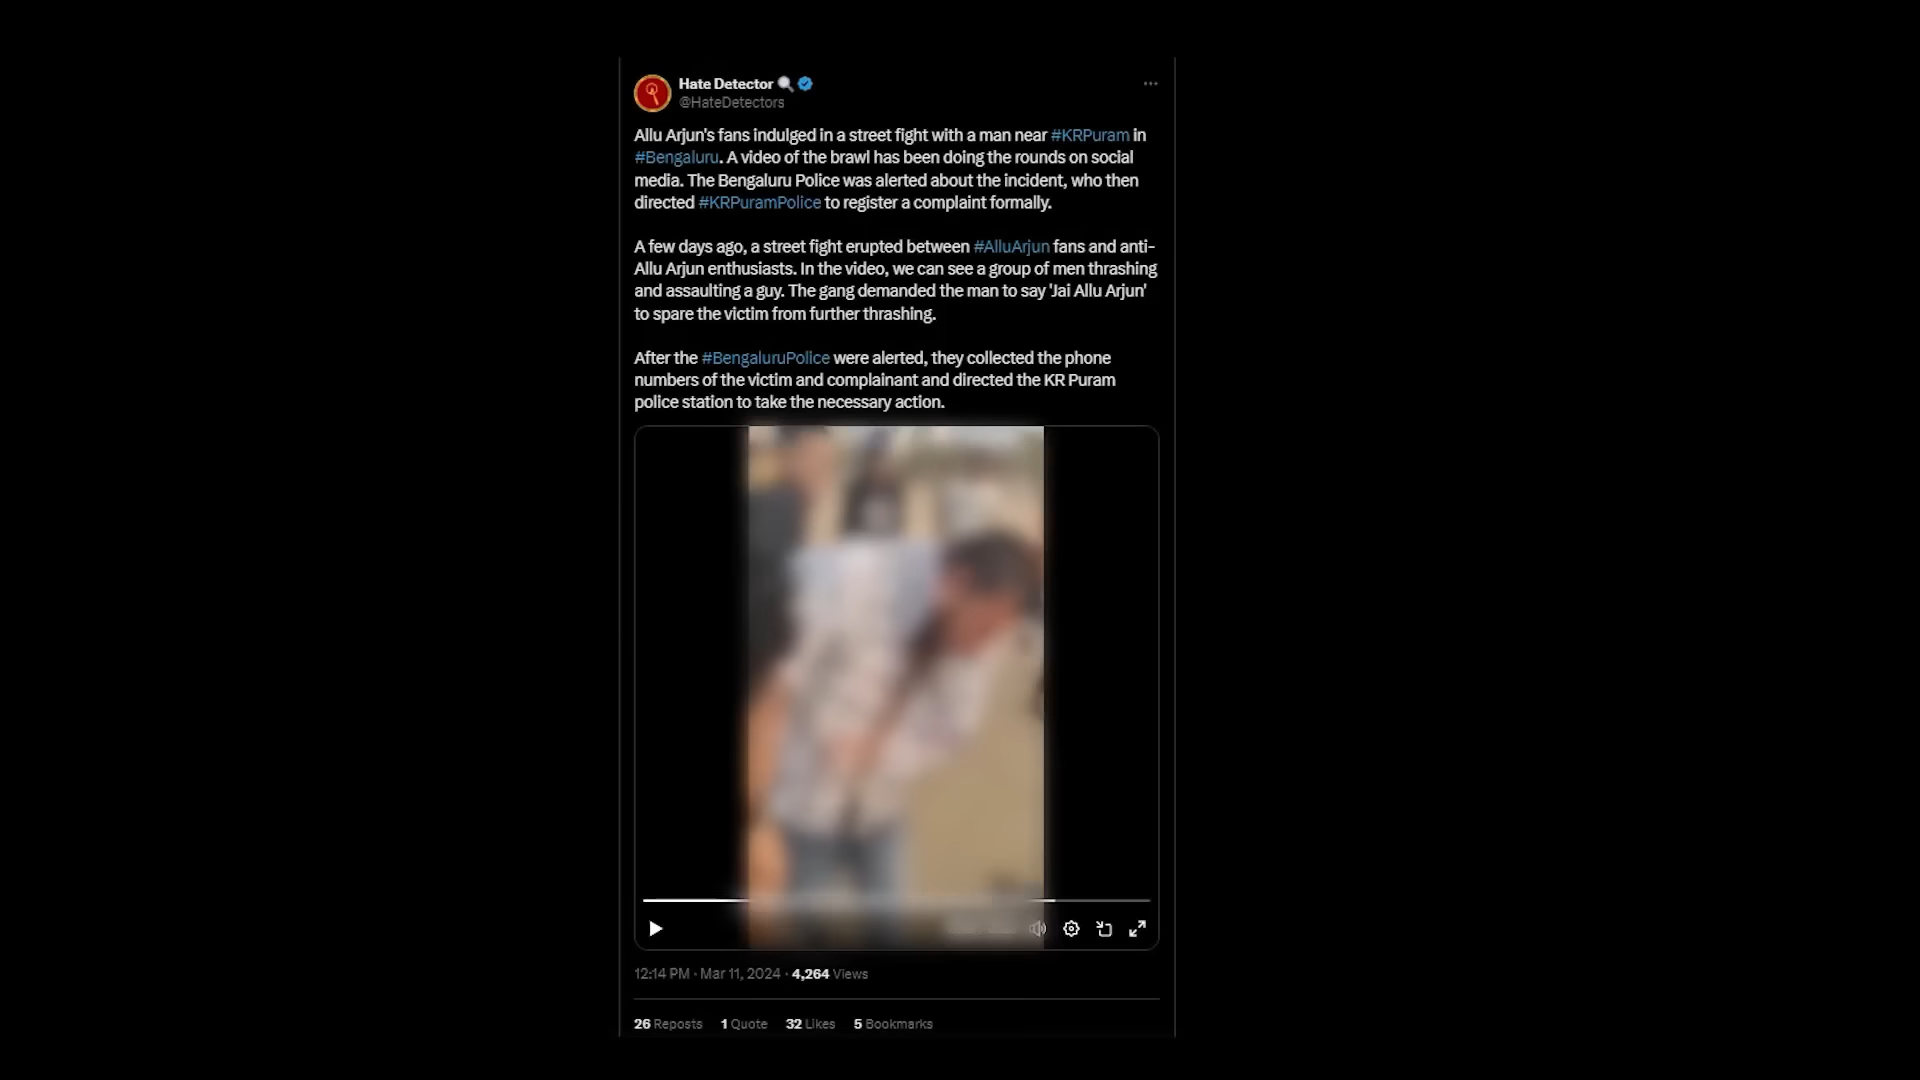 Hate Detector
@HateDetectors
Allu Arjun's fans indulged in a street fight with a man near #KRPuram in
#Bengaluru. A video of the brawl has been doing the rounds on social
media. The Bengaluru Police was alerted about the incident, who then
directed #KRPuramPolice to register a complaint formally.
A few days ago, a street fight erupted between #AlluArjun fans and anti-
Allu Arjun enthusiasts. In the video, we can see a group of men thrashing
and assaulting a guy. The gang demanded the man to say 'Jai Allu Arjun'
to spare the victim from further thrashing.
After the #BengaluruPolice were alerted, they collected the phone
numbers of the victim and complainant and directed the KR Puram
police station to take the necessary action.
12:14 PM · Mar 11, 2024 · 4,264 Views
26 Reposts 1 Quote 32 Likes 5 Bookmarks